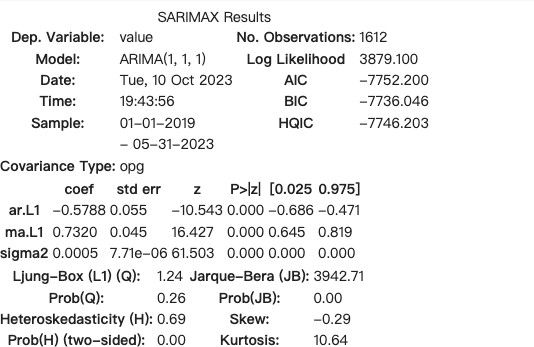 SARIMAX Results
Dep. Variable: value No. Observations: 1612
Model: ARIMA(1, 1, 1) Log Likelihood 3879.100
Date: Tue, 10 Oct 2023 AIC -7752.200
Time: 19:43:56 BIC -7736.046
Sample: 01-01-2019 HQIC -7746.203
- 05-31-2023
Covariance Type: opg
coef std err z P>|z| [0.025 0.975]
ar.L1 -0.5788 0.055 -10.543 0.000 -0.686 -0.471
ma.L1 0.7320 0.045 16.427 0.000 0.645 0.819
sigma2 0.0005 7.71e-06 61.503 0.000 0.000 0.000
Ljung-Box (L1) (Q): 1.24 Jarque-Bera (JB): 3942.71
Prob(Q): 0.26 Prob(JB): 0.00
Heteroskedasticity (H): 0.69 Skew: -0.29
Prob(H) (two-sided): 0.00 Kurtosis: 10.64